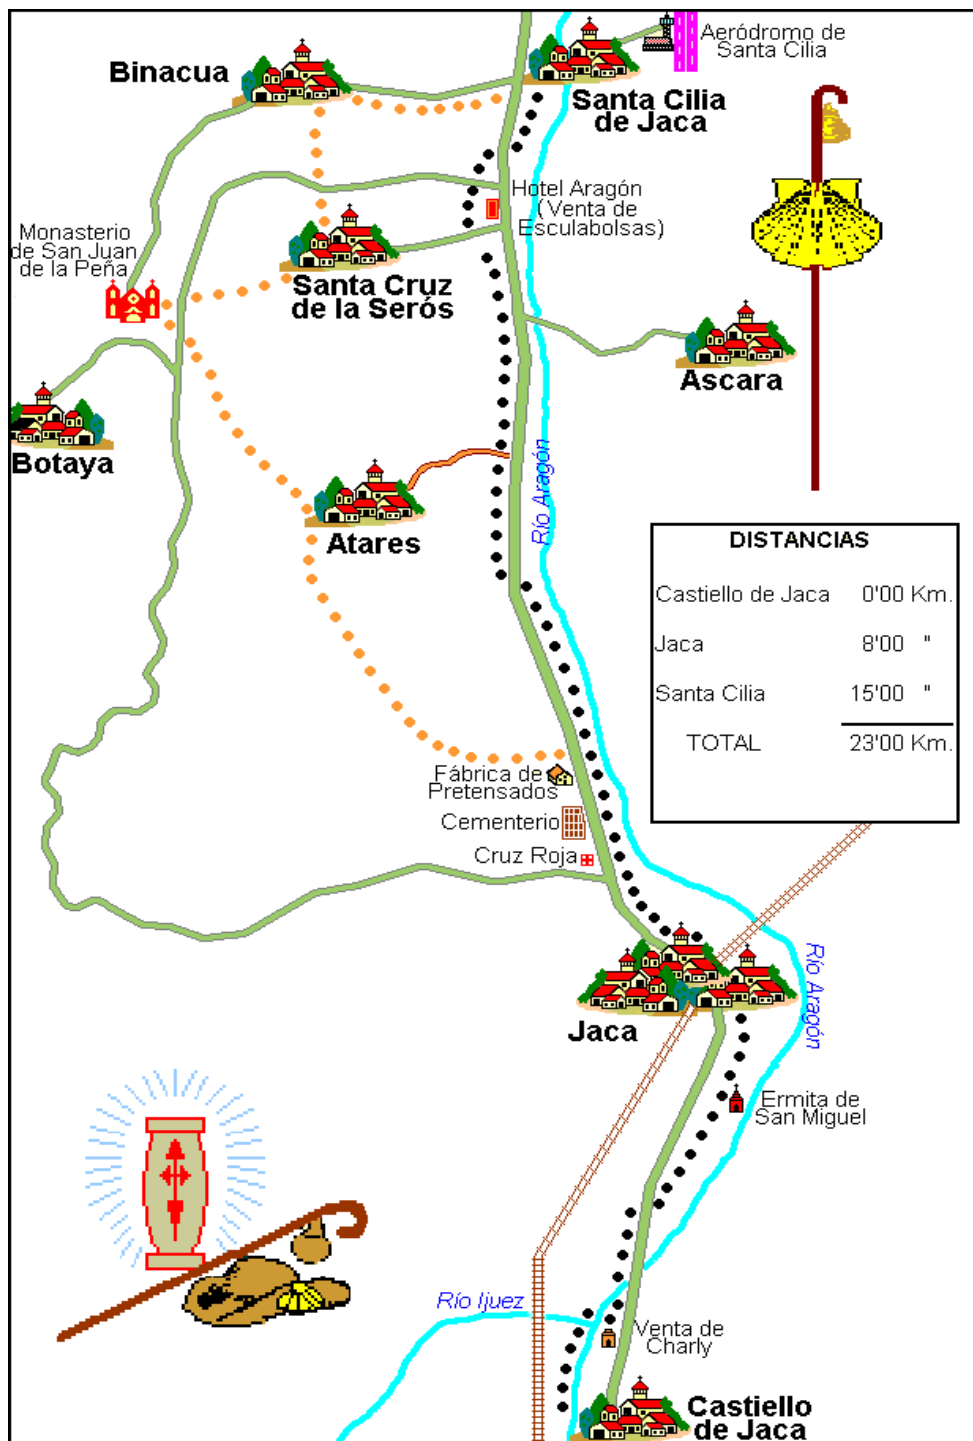 Aeródromo de
Santa Cilia
Binacua
Santa Cilia
de Jaca
Hotel Aragón
(Venta de
Esculabolsas)
Monasterio
de San Juan
de la Peña
Santa Cruz
de la Serós
Ascara
Botaya
Río Aragón
Atares
DISTANCIAS
Castiello de Jaca 0'00 Km.
Jaca 8'00 "
Santa Cilia 15'00 "
TOTAL 23'00 Km.
Fábrica de
Pretensados
Cementerio
Cruz Roja
Río Aragón
Jaca
Ermita de
San Miguel
Río Ijuez
Venta de
Charly
Castiello
de Jaca